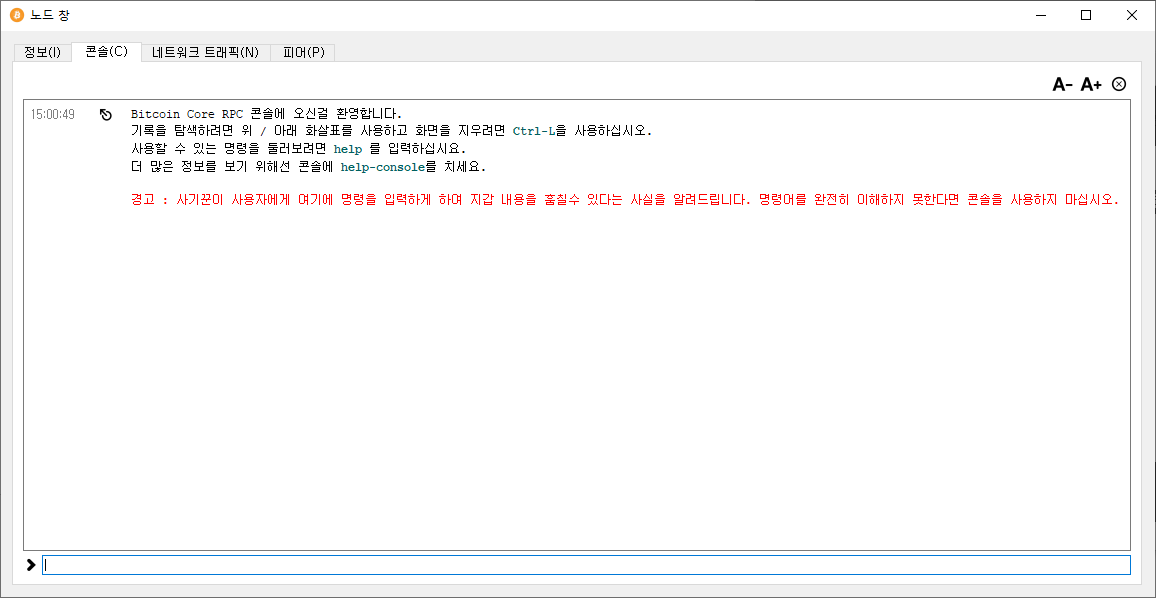 노드 창
정보(I) 콘솔(C) 네트워크 트래픽(N) 피어(P)
A- A+
15:00:49 Bitcoin Core RPC 콘솔에 오신걸 환영합니다.
기록을 탐색하려면 위 / 아래 화살표를 사용하고 화면을 지우려면 Ctrl-L을 사용하십시오.
사용할 수 있는 명령을 둘러보려면 help 를 입력하십시요.
더 많은 정보를 보기 위해선 콘솔에 help-console를 치세요.
경고 : 사기꾼이 사용자에게 여기에 명령을 입력하게 하여 지갑 내용을 훔칠수 있다는 사실을 알려드립니다. 명령어를 완전히 이해하지 못한다면 콘솔을 사용하지 마십시오.